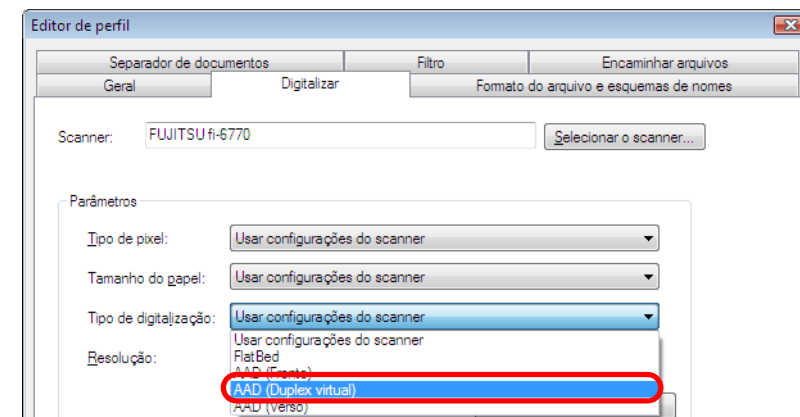 Editor de perfil
Separador de documentos Filtro Encaminhar arquivos
Geral Digitalizar Formato do arquivo e esquemas de nomes
Scanner: FUJITSU fi-6770 Selecionar o scanner...
Parâmetros
Tipo de pixel: Usar configurações do scanner
Tamanho do papel: Usar configurações do scanner
Tipo de digitalização: Usar configurações do scanner
Usar configurações do scanner
Resolução: FlatBed
AAD (Frente)
AAD (Duplex virtual)
AAD (Verso)